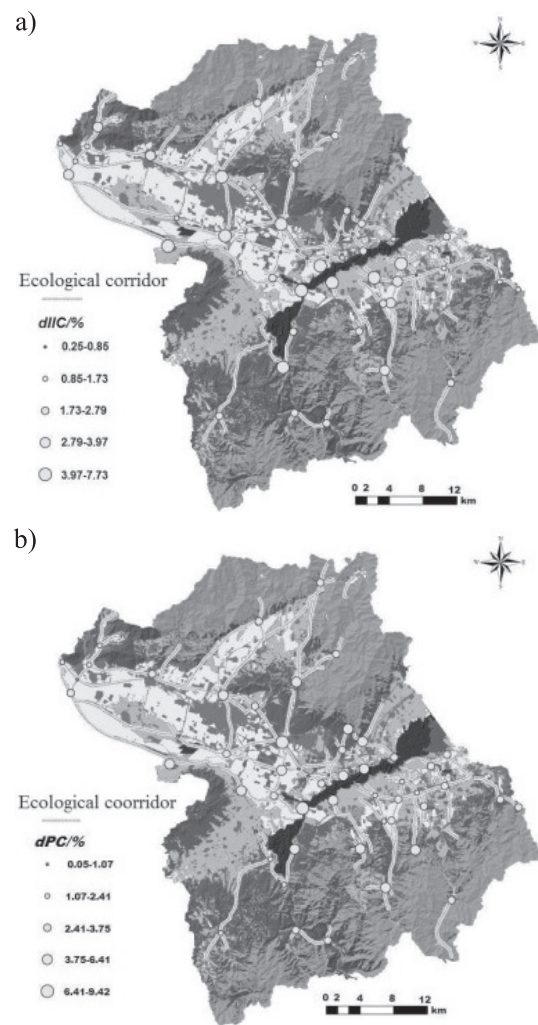 a)
N
W
E
S
Ecological corridor
dIIC/%
0.25-0.85
0.85-1.73
1.73-2.79
2.79-3.97
3.97-7.73
0 2 4 8 12
km
b)
N
W
E
S
Ecological coorridor
dPC/%
0.05-1.07
1.07-2.41
2.41-3.75
3.75-6.41
6.41-9.42
0 2 4 8 12
km